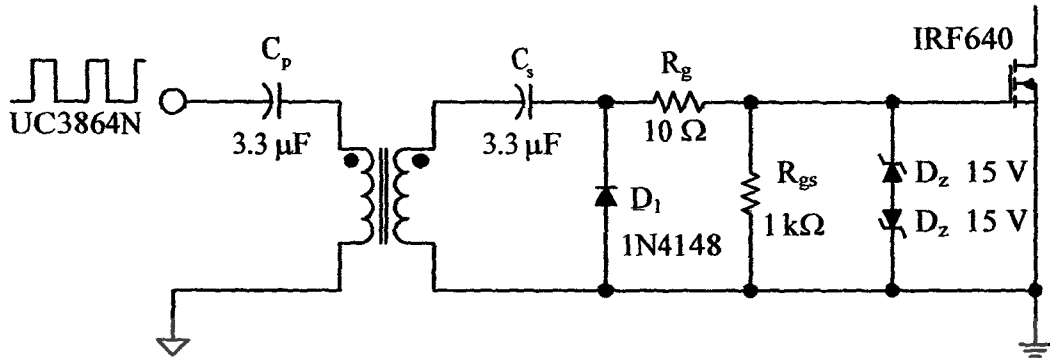 IRF640
C_p
C_s
R_g
UC3864N
3.3 μF
3.3 μF
10 Ω
D_1
1N4148
R_gs
1 kΩ
D_z 15 V
D_z 15 V